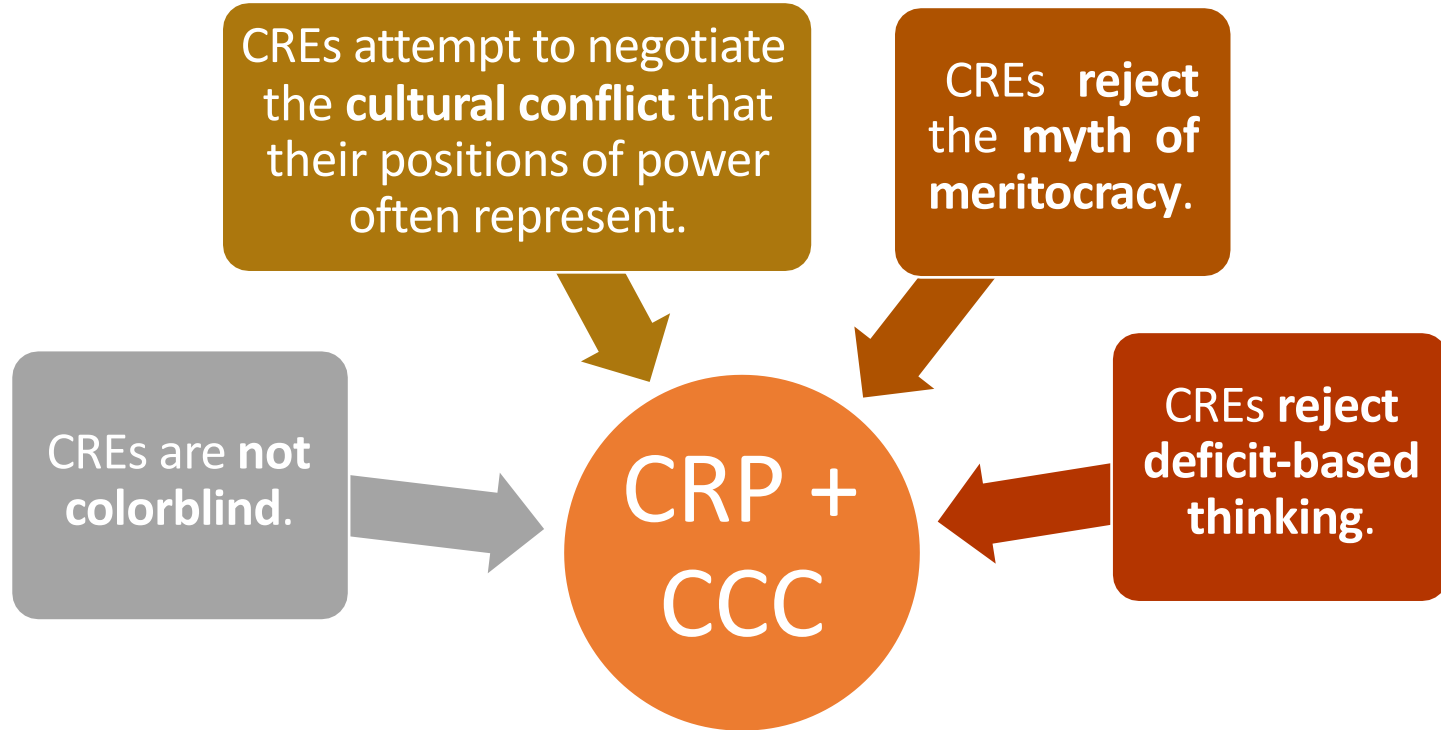 CREs attempt to negotiate
the cultural conflict that
their positions of power
often represent.
CREs reject
the myth of
meritocracy.
CREs are not
colorblind.
CREs reject
deficit-based
thinking.
CRP +
CCC